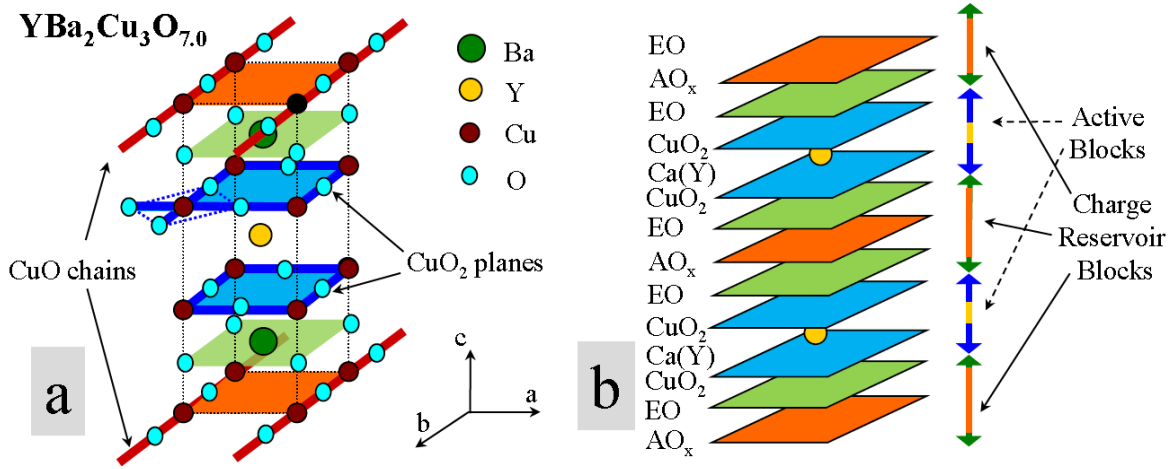 YBa₂Cu₃O₇.₀
Ba
Y
Cu
O
CuO chains
CuO₂ planes
a
c
a
b
EO
AOₓ
EO
CuO₂
Ca(Y)
CuO₂
EO
AOₓ
EO
CuO₂
Ca(Y)
CuO₂
EO
AOₓ
b
Active
Blocks
Charge
Reservoir
Blocks